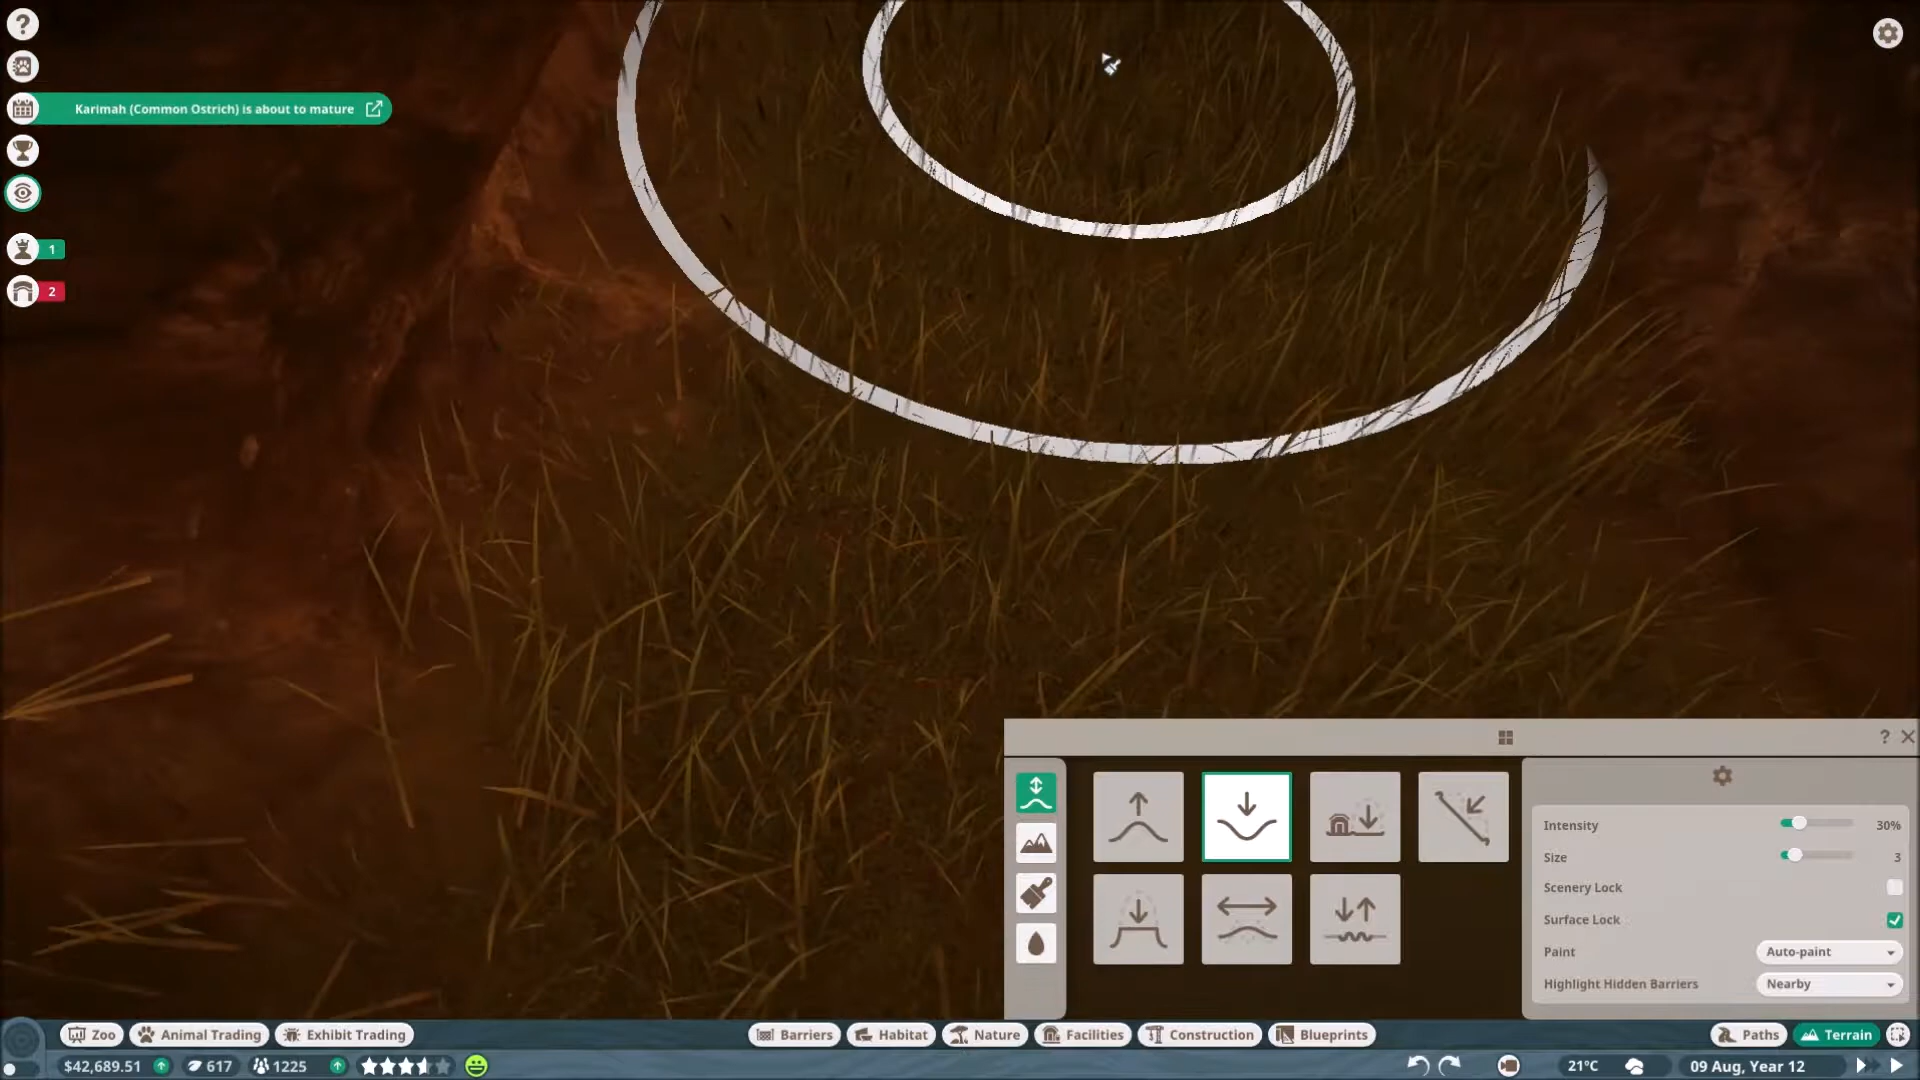 ?
Karimah (Common Ostrich) is about to mature
1
2
? X
Intensity 30%
Size 3
Scenery Lock
Surface Lock
Paint Auto-paint
Highlight Hidden Barriers Nearby
Zoo Animal Trading Exhibit Trading Barriers Habitat Nature Facilities Construction Blueprints Paths Terrain
$42,689.51 617 1225 21°C 09 Aug, Year 12